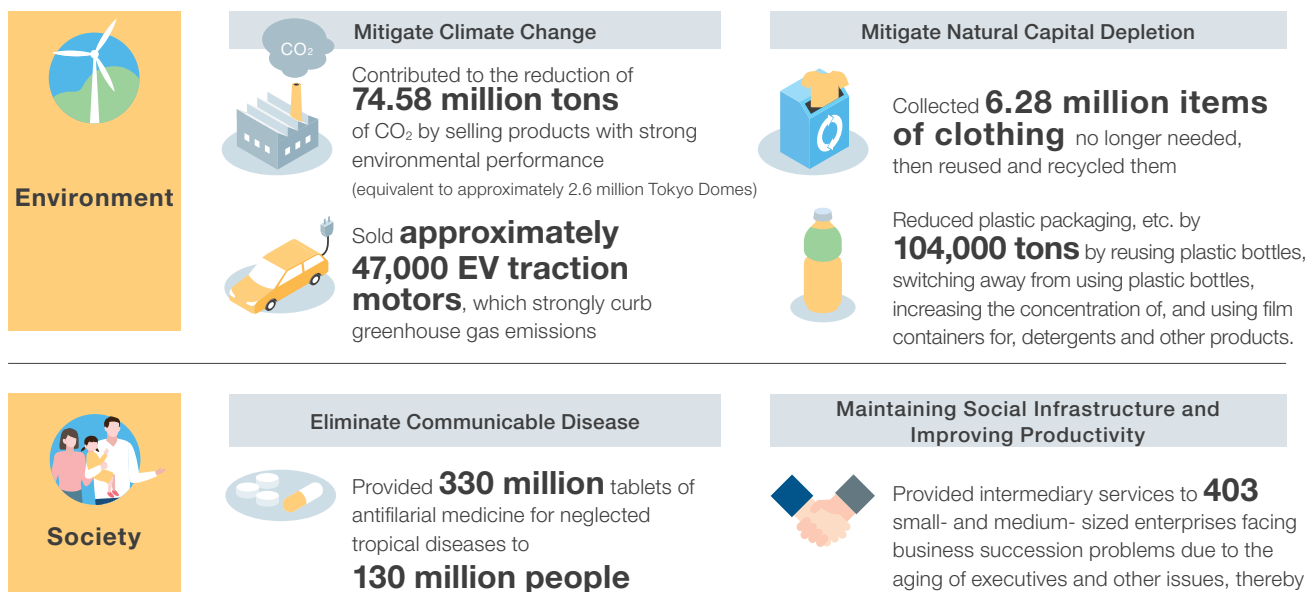 Environment
Mitigate Climate Change
CO₂
Contributed to the reduction of
74.58 million tons
of CO₂ by selling products with strong
environmental performance
(equivalent to approximately 2.6 million Tokyo Domes)
Sold approximately
47,000 EV traction
motors, which strongly curb
greenhouse gas emissions
Mitigate Natural Capital Depletion
Collected 6.28 million items
of clothing no longer needed,
then reused and recycled them
Reduced plastic packaging, etc. by
104,000 tons by reusing plastic bottles,
switching away from using plastic bottles,
increasing the concentration of, and using film
containers for, detergents and other products.
Society
Eliminate Communicable Disease
Provided 330 million tablets of
antifilarial medicine for neglected
tropical diseases to
130 million people
Maintaining Social Infrastructure and
Improving Productivity
Provided intermediary services to 403
small- and medium- sized enterprises facing
business succession problems due to the
aging of executives and other issues, thereby